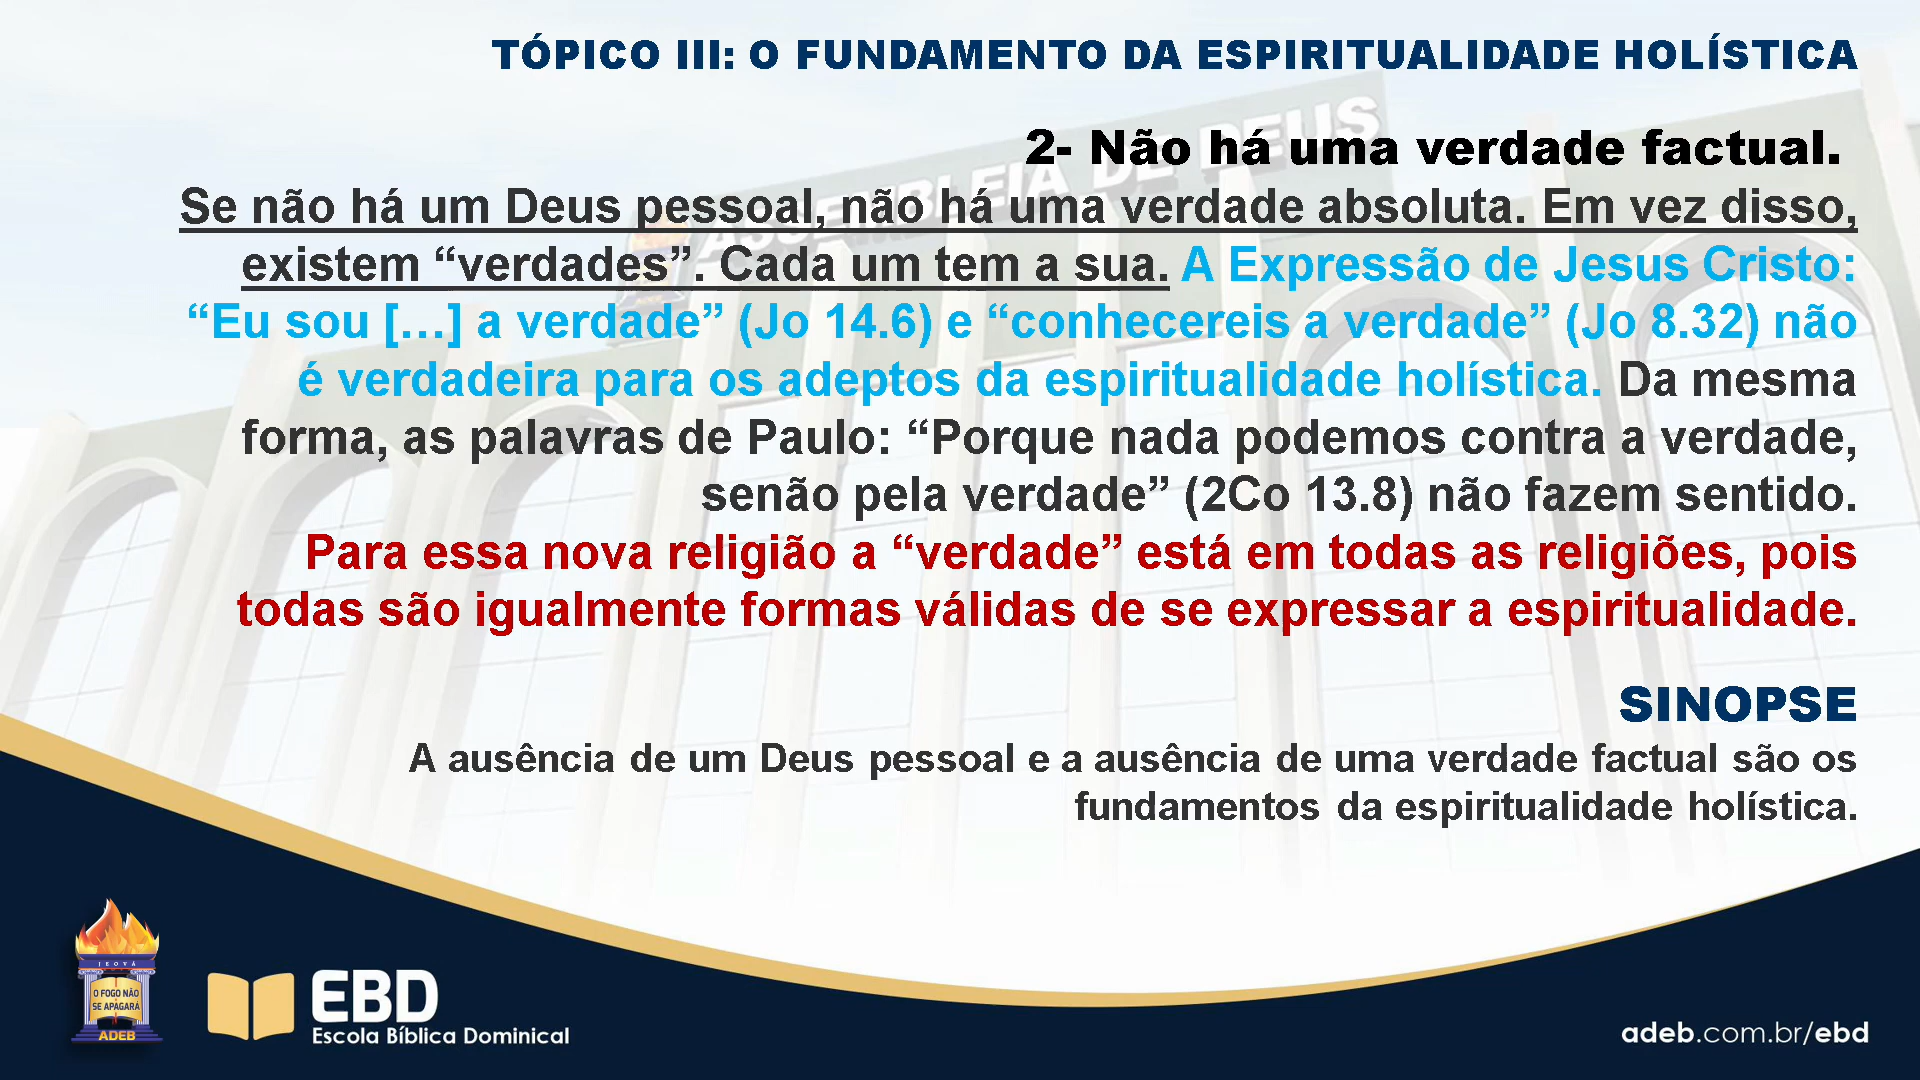 TÓPICO III: O FUNDAMENTO DA ESPIRITUALIDADE HOLÍSTICA
ASSEMBLEIA DE DEUS
2- Não há uma verdade factual.
Se não há um Deus pessoal, não há uma verdade absoluta. Em vez disso,
existem “verdades”. Cada um tem a sua. A Expressão de Jesus Cristo:
“Eu sou [...] a verdade” (Jo 14.6) e “conhecereis a verdade” (Jo 8.32) não
é verdadeira para os adeptos da espiritualidade holística. Da mesma
forma, as palavras de Paulo: “Porque nada podemos contra a verdade,
senão pela verdade” (2Co 13.8) não fazem sentido.
Para essa nova religião a “verdade” está em todas as religiões, pois
todas são igualmente formas válidas de se expressar a espiritualidade.
SINOPSE
A ausência de um Deus pessoal e a ausência de uma verdade factual são os
fundamentos da espiritualidade holística.
JEOVÁ
O FOGO NÃO
SE APAGARÁ
ADEB
EBD
Escola Bíblica Dominical
adeb.com.br/ebd